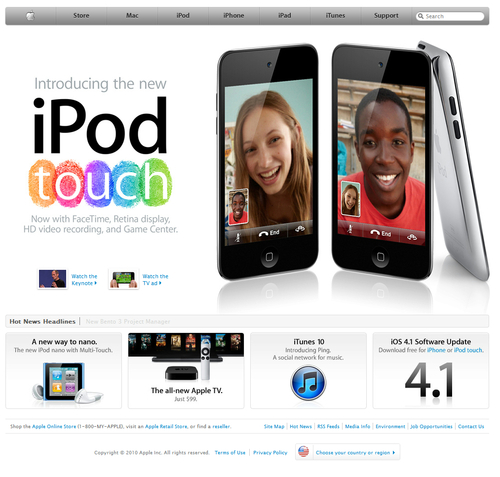 Store
Mac
iPod
iPhone
iPad
iTunes
Support
Search
Introducing the new
iPod
touch
Now with FaceTime, Retina display,
HD video recording, and Game Center.
End
End
Watch the
Keynote
Watch the
TV ad
Hot News Headlines
A new way to nano.
The new iPod nano with Multi-Touch.
The all-new Apple TV.
Just $99.
iTunes 10
Introducing Ping.
A social network for music.
iOS 4.1 Software Update
Download free for iPhone or iPod touch.
4.1
Shop the Apple Online Store (1-800-MY-APPLE), visit an Apple Retail Store, or find a reseller.
Site Map
Hot News
RSS Feeds
Media Info
Environment
Job Opportunities
Contact Us
Copyright © 2010 Apple Inc. All rights reserved.
Terms of Use
Privacy Policy
Choose your country or region